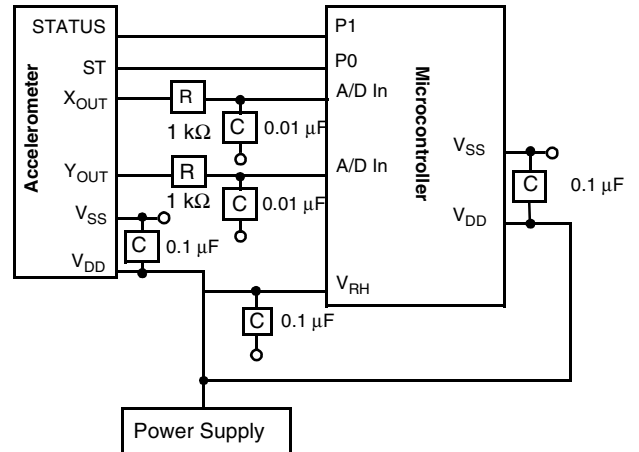 Accelerometer
STATUS
ST
XOUT
YOUT
VSS
VDD
R
1 kΩ
C
0.01 μF
R
1 kΩ
C
0.01 μF
C
0.1 μF
Microcontroller
P1
P0
A/D In
A/D In
VRH
VSS
VDD
C
0.1 μF
C
0.1 μF
Power Supply